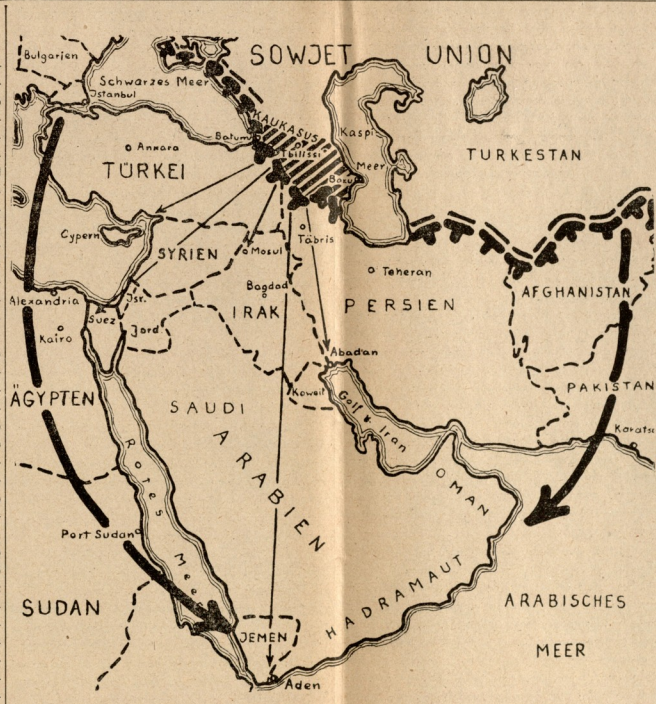 SOWJET UNION
Bulgarien
Schwarzes Meer
Istanbul
KAUKASUS
Kaspi
Meer
Batum
Tbilissi
Baku
TURKESTAN
Ankara
TÜRKEI
Cypern
SYRIEN
Mosul
Täbris
Teheran
Bagdad
IRAK
PERSIEN
AFGHANISTAN
Alexandria
Suez
Isr.
Jord
Kairo
Abadan
Koweit
PAKISTAN
ÄGYPTEN
SAUDI
ARABIEN
Golf v. Iran
Karatsc
Rotes Meer
OMAN
Port Sudan
SUDAN
JEMEN
HADRAMAUT
ARABISCHES
MEER
Aden